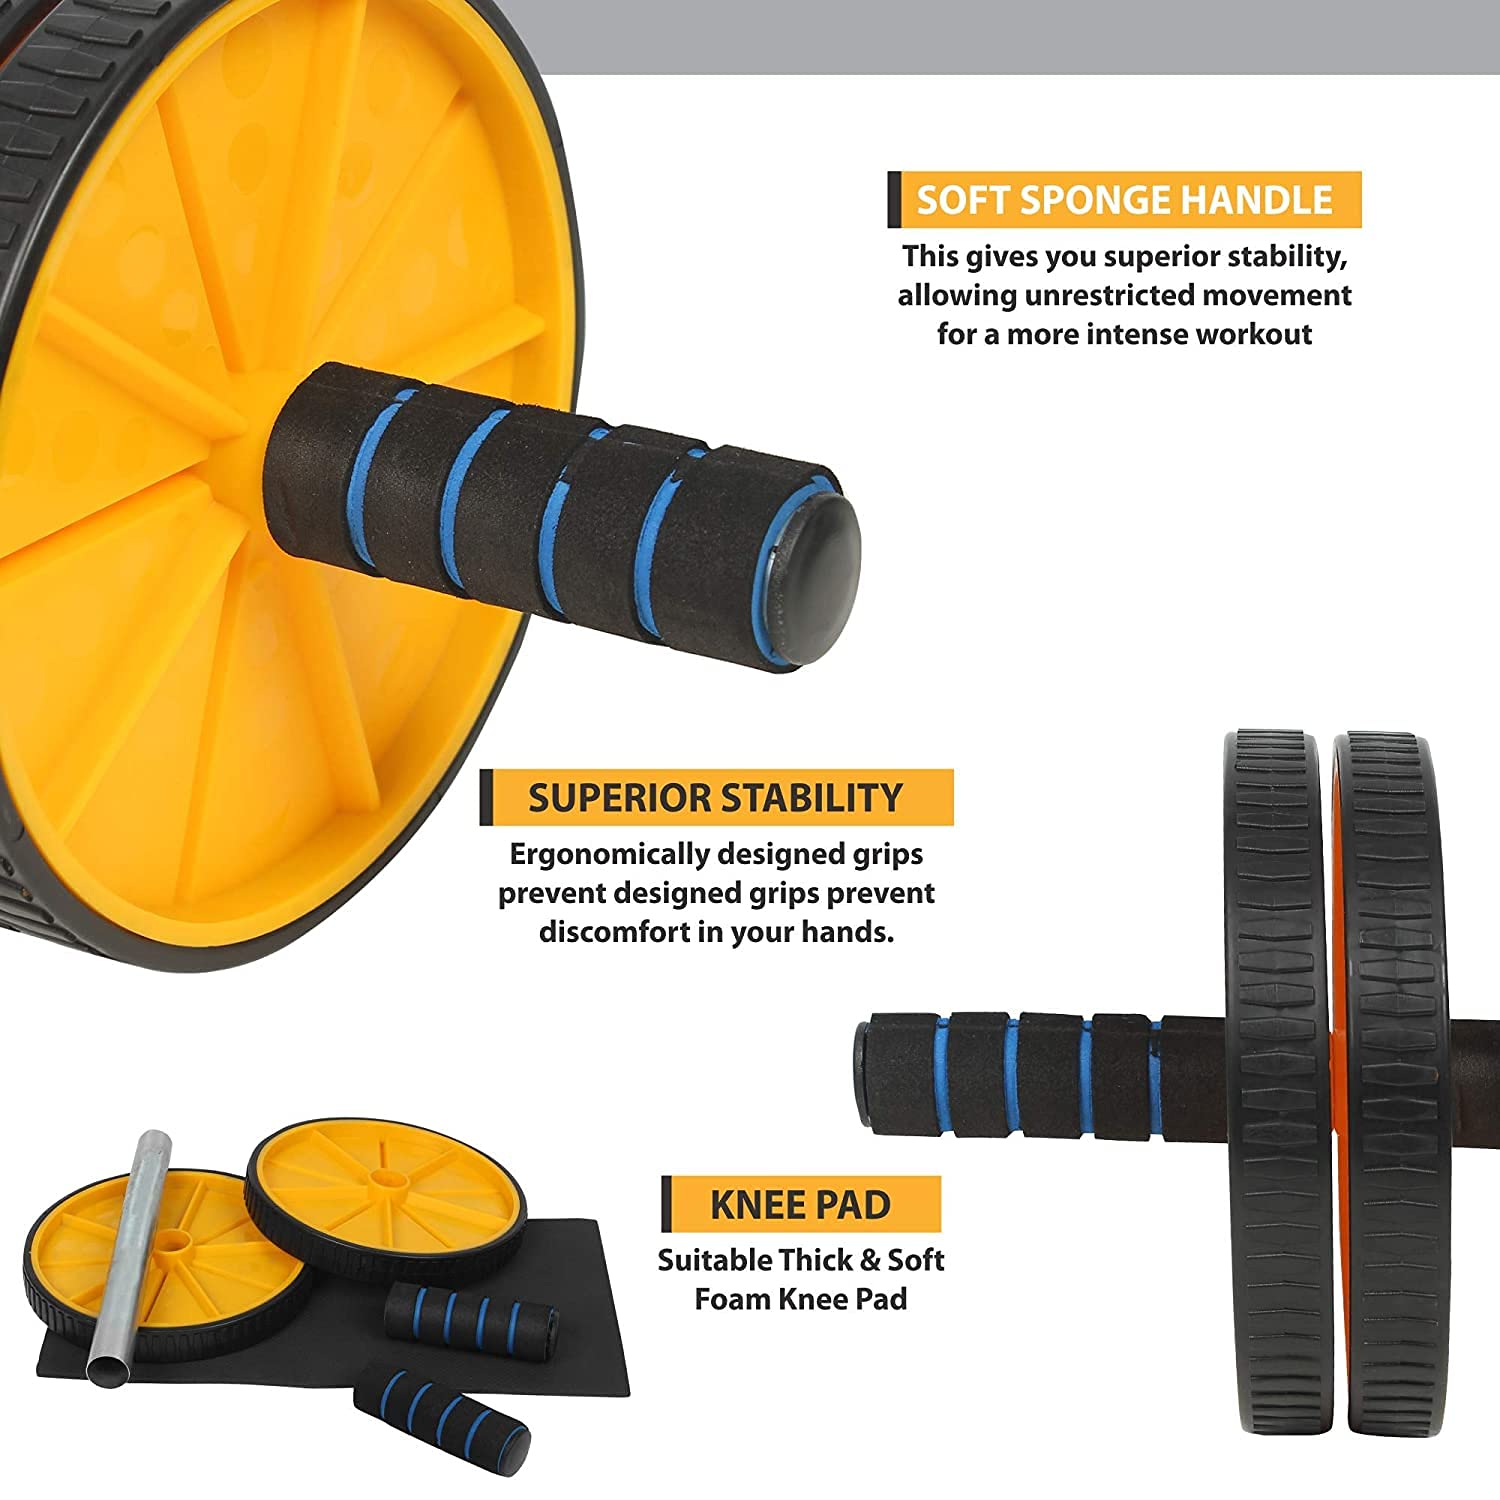 SOFT SPONGE HANDLE
This gives you superior stability,
allowing unrestricted movement
for a more intense workout
SUPERIOR STABILITY
Ergonomically designed grips
prevent designed grips prevent
discomfort in your hands.
KNEE PAD
Suitable Thick & Soft
Foam Knee Pad